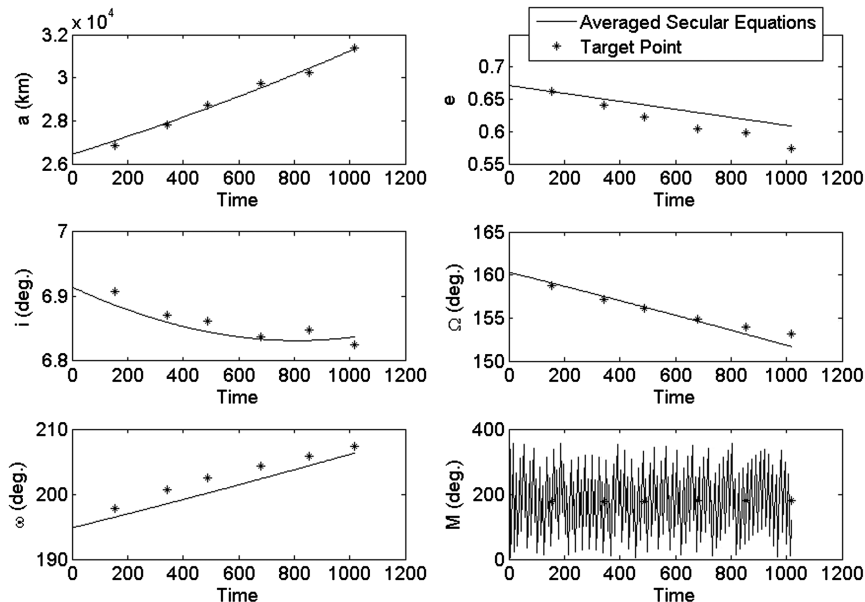 x 10⁴
3.2
3
2.8
2.6
a (km)
0 200 400 600 800 1000 1200
Time
Averaged Secular Equations
Target Point
0.7
0.65
0.6
0.55
e
0 200 400 600 800 1000 1200
Time
7
6.9
6.8
i (deg.)
0 200 400 600 800 1000 1200
Time
165
160
155
150
Ω (deg.)
0 200 400 600 800 1000 1200
Time
210
200
190
ω (deg.)
0 200 400 600 800 1000 1200
Time
400
200
0
M (deg.)
0 200 400 600 800 1000 1200
Time